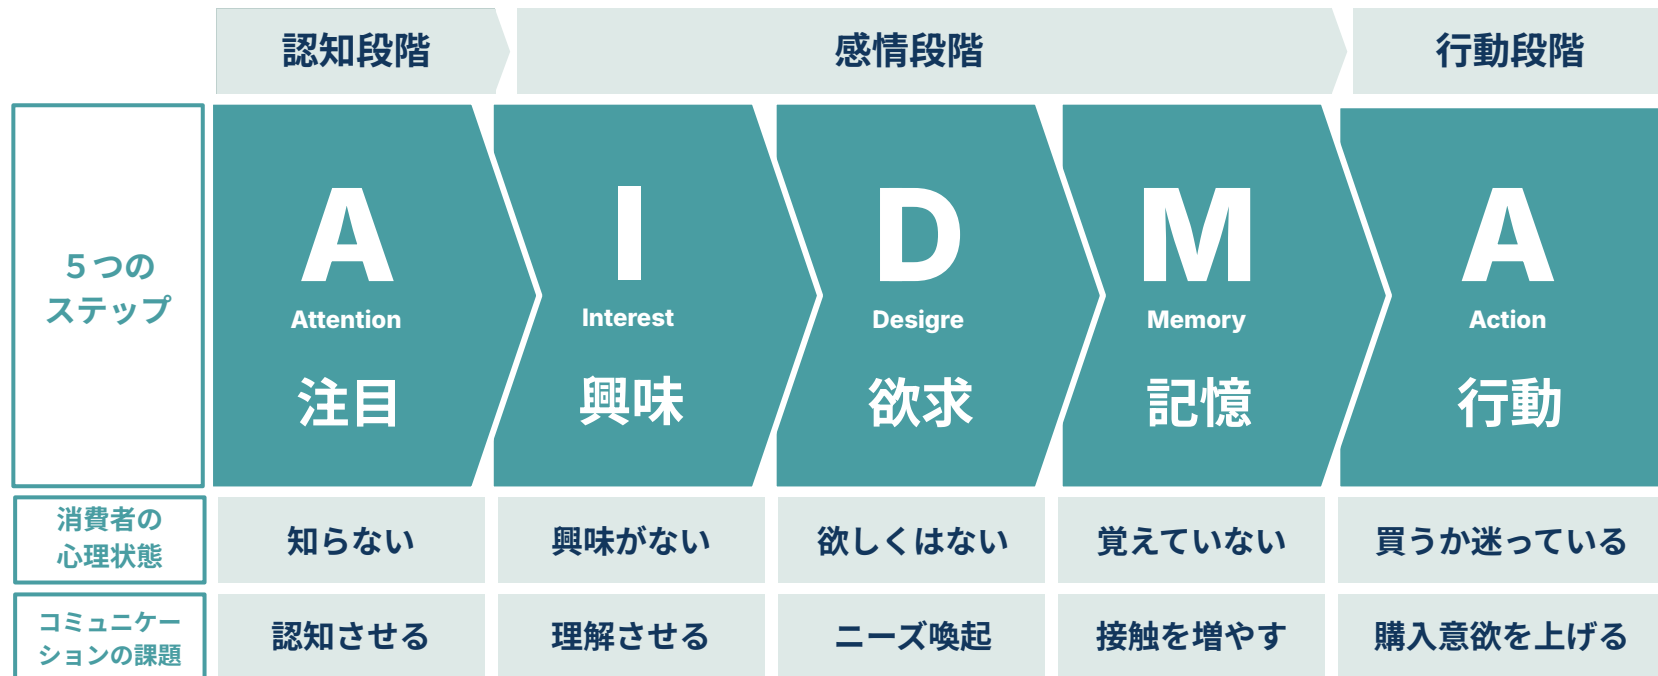 認知段階
感情段階
行動段階
５つの
ステップ
A
Attention
注目
I
Interest
興味
D
Desigre
欲求
M
Memory
記憶
A
Action
行動
消費者の
心理状態
知らない
興味がない
欲しくはない
覚えていない
買うか迷っている
コミュニケー
ションの課題
認知させる
理解させる
ニーズ喚起
接触を増やす
購入意欲を上げる